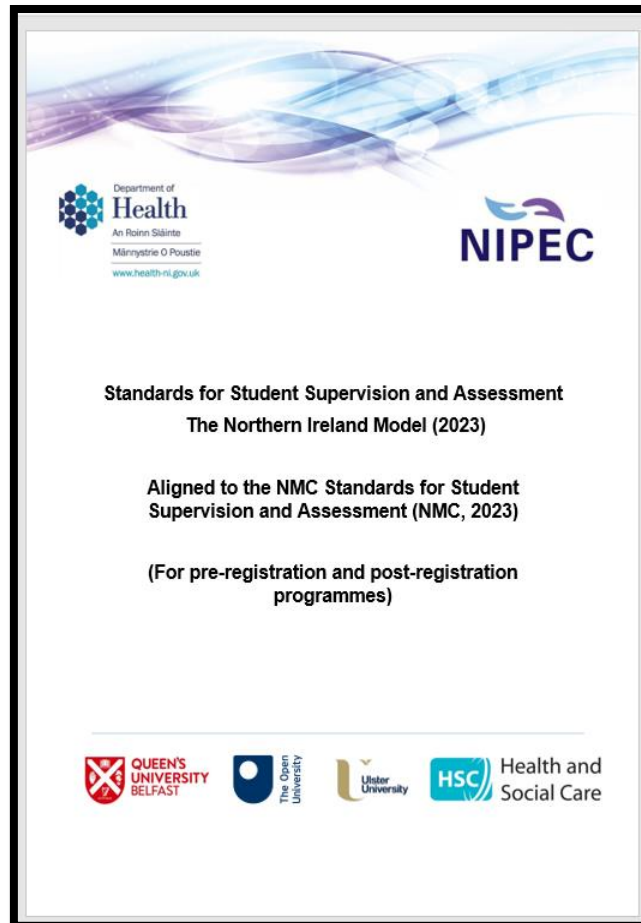 Department of
Health
An Roinn Sláinte
Männystrie O Poustie
www.health-ni.gov.uk
NIPEC
Standards for Student Supervision and Assessment
The Northern Ireland Model (2023)
Aligned to the NMC Standards for Student
Supervision and Assessment (NMC, 2023)
(For pre-registration and post-registration
programmes)
QUEEN'S
UNIVERSITY
BELFAST
The Open
University
Ulster
University
HSC
Health and
Social Care